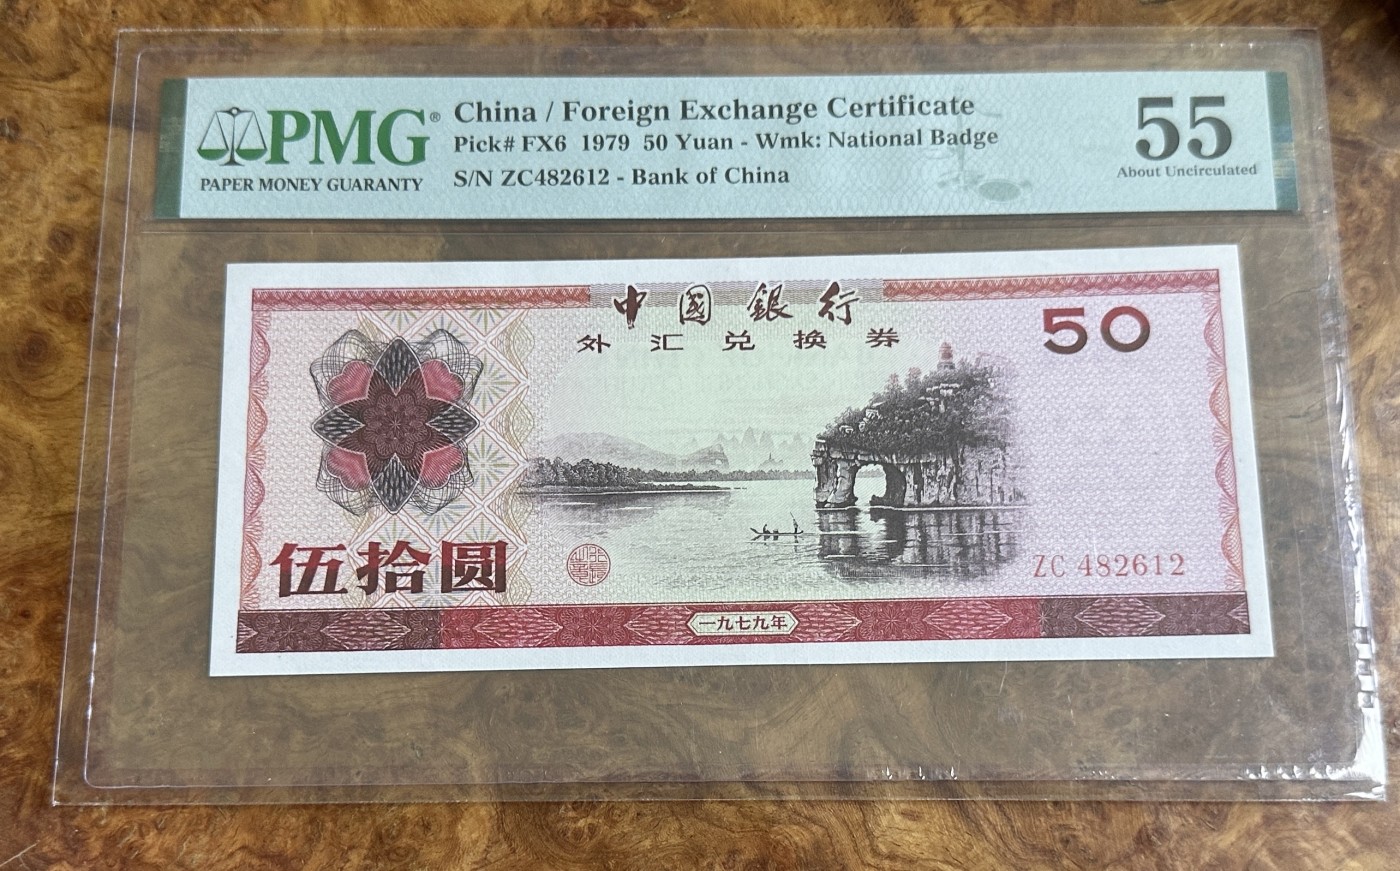 PMG®
PAPER MONEY GUARANTY
China / Foreign Exchange Certificate
Pick# FX6 1979 50 Yuan - Wmk: National Badge
S/N ZC482612 - Bank of China
55
About Uncirculated
中國銀行
外汇兑换券
50
伍拾圆
ZC 482612
一九七九年